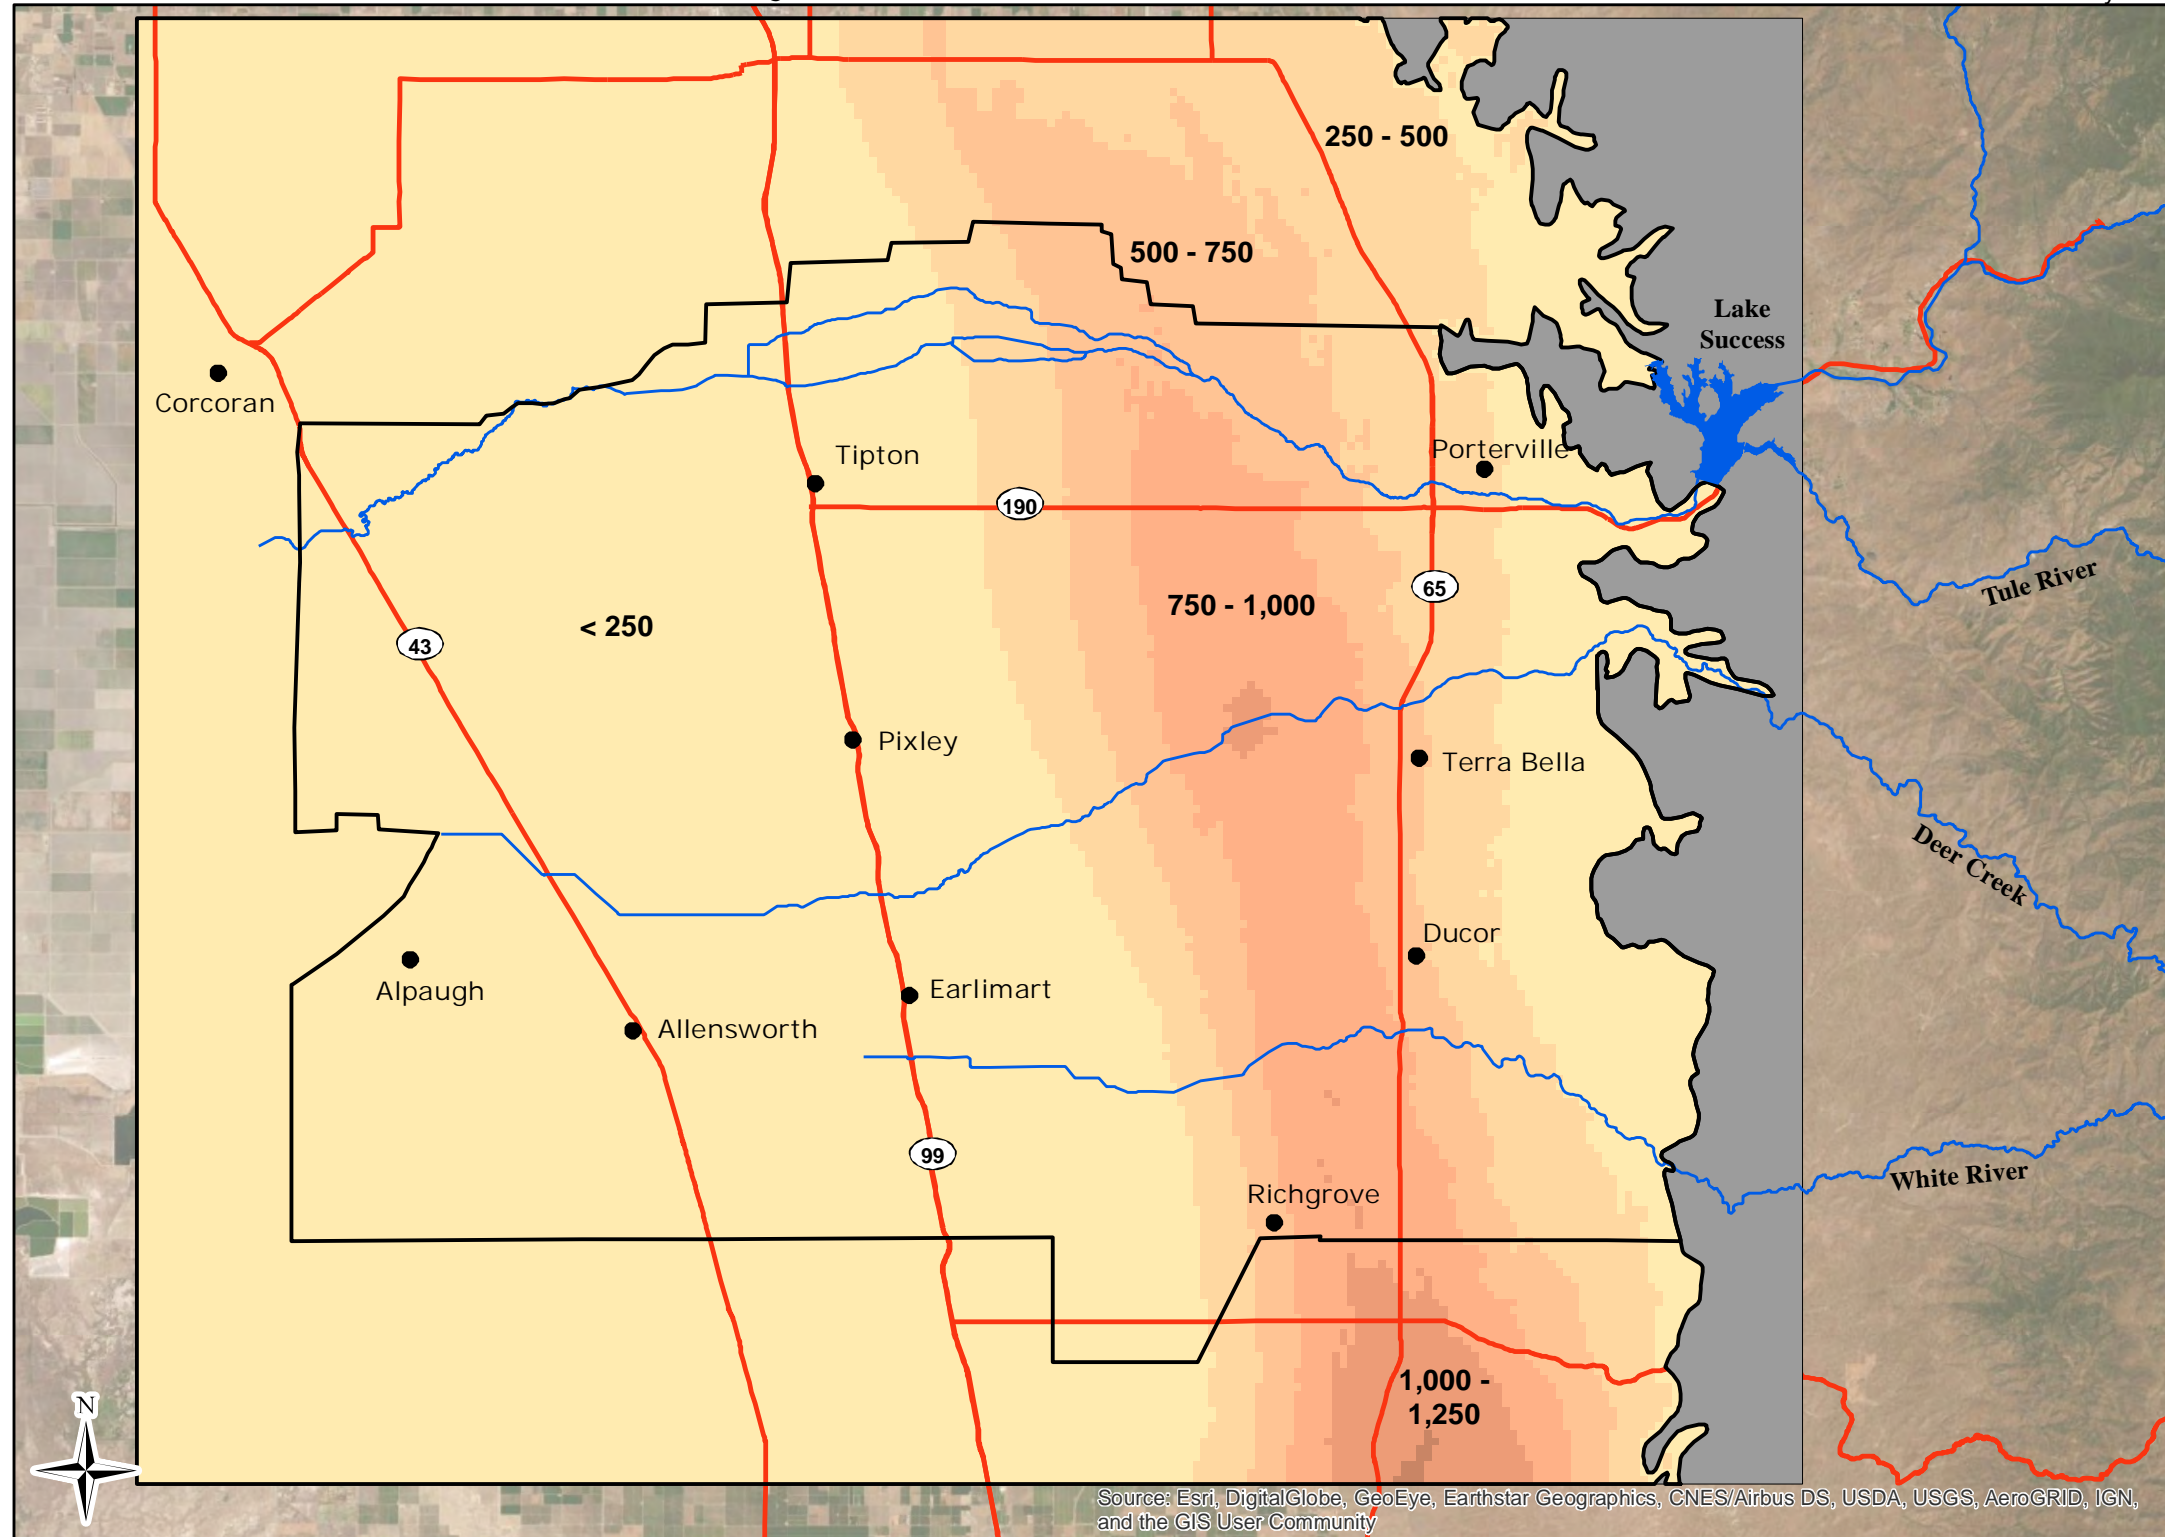 250 - 500
500 - 750
Lake
Success
Corcoran
Tipton
Porterville
190
65
Tule River
750 - 1,000
< 250
43
Pixley
Terra Bella
Deer Creek
Ducor
Alpaugh
Earlimart
Allensworth
99
White River
Richgrove
1,000 -
1,250
N
Source: Esri, DigitalGlobe, GeoEye, Earthstar Geographics, CNES/Airbus DS, USDA, USGS, AeroGRID, IGN,
and the GIS User Community